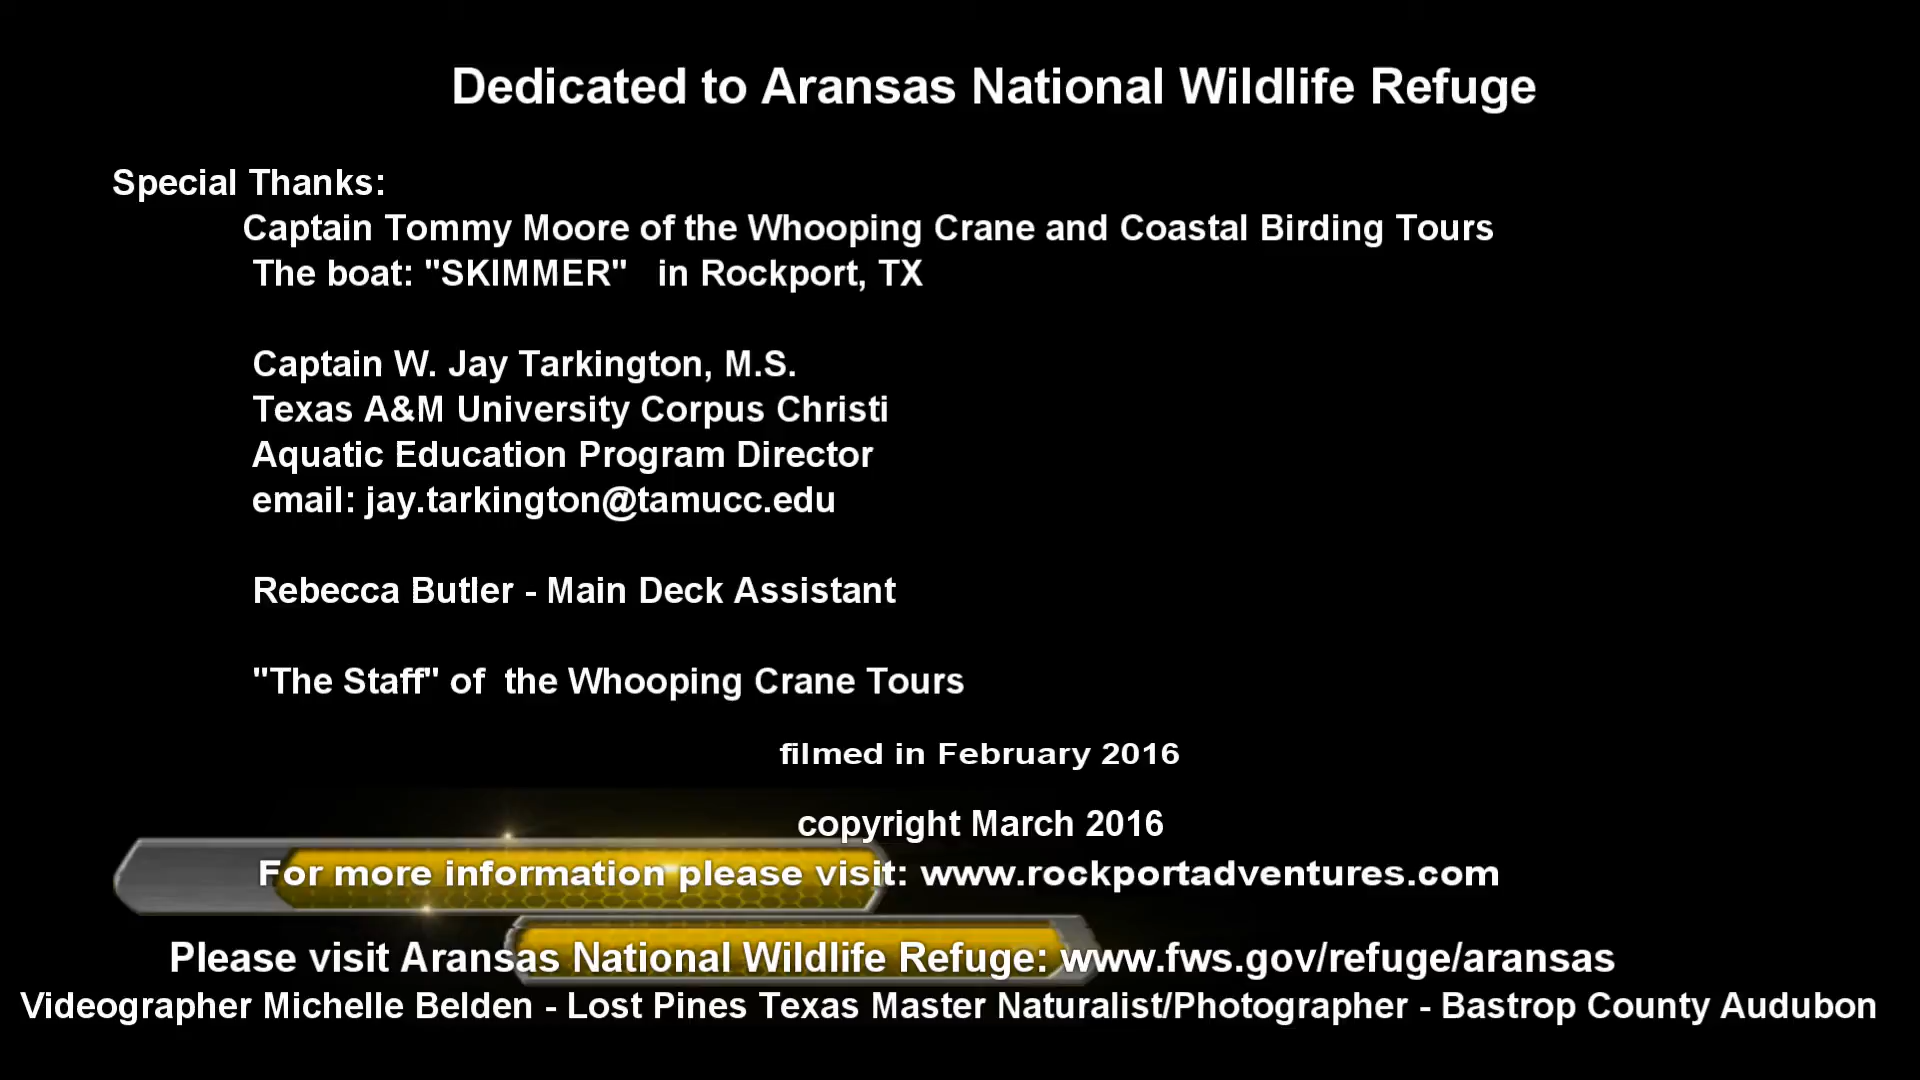 Dedicated to Aransas National Wildlife Refuge
Special Thanks:
Captain Tommy Moore of the Whooping Crane and Coastal Birding Tours
The boat: "SKIMMER" in Rockport, TX
Captain W. Jay Tarkington, M.S.
Texas A&M University Corpus Christi
Aquatic Education Program Director
email: jay.tarkington@tamucc.edu
Rebecca Butler - Main Deck Assistant
"The Staff" of the Whooping Crane Tours
filmed in February 2016
copyright March 2016
For more information please visit: www.rockportadventures.com
Please visit Aransas National Wildlife Refuge: www.fws.gov/refuge/aransas
Videographer Michelle Belden - Lost Pines Texas Master Naturalist/Photographer - Bastrop County Audubon